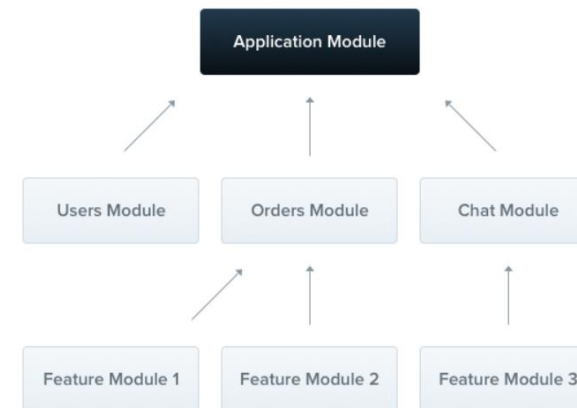 Application Module
Users Module
Orders Module
Chat Module
Feature Module 1
Feature Module 2
Feature Module 3